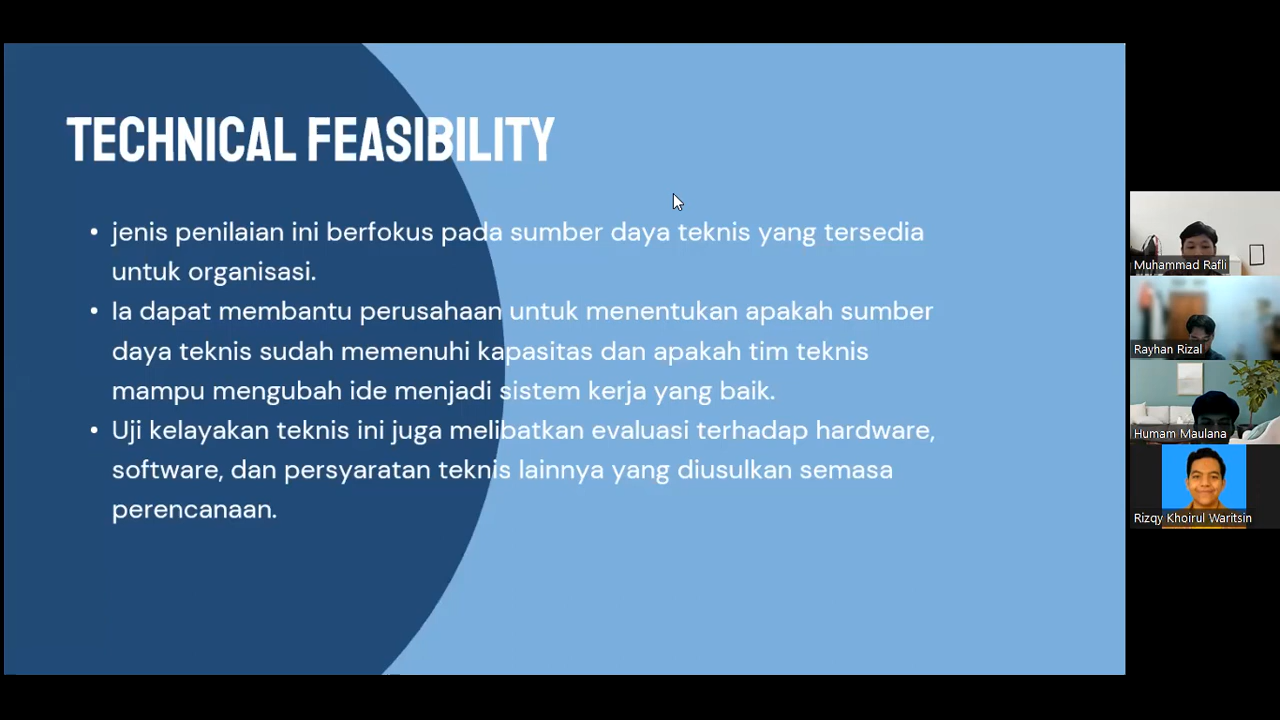 TECHNICAL FEASIBILITY
• jenis penilaian ini berfokus pada sumber daya teknis yang tersedia
untuk organisasi.
• Ia dapat membantu perusahaan untuk menentukan apakah sumber
daya teknis sudah memenuhi kapasitas dan apakah tim teknis
mampu mengubah ide menjadi sistem kerja yang baik.
• Uji kelayakan teknis ini juga melibatkan evaluasi terhadap hardware,
software, dan persyaratan teknis lainnya yang diusulkan semasa
perencanaan.
Muhammad Rafli
Rayhan Rizal
Humam Maulana
Rizqy Khoirul Waritsin